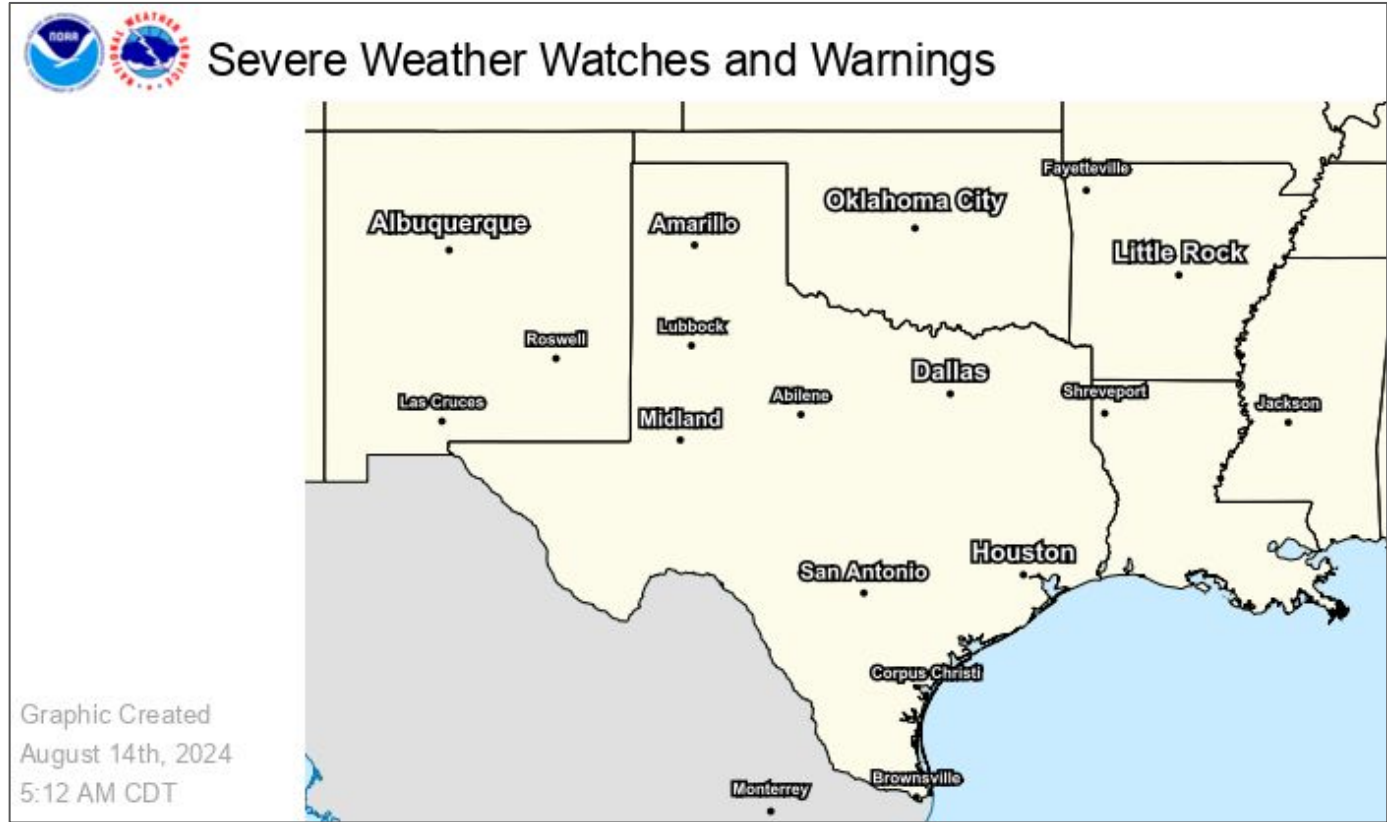 NOAA
NATIONAL WEATHER SERVICE
Severe Weather Watches and Warnings
Fayetteville
Oklahoma City
Albuquerque
Amarillo
Little Rock
Roswell
Lubbock
Dallas
Las Cruces
Abilene
Shreveport
Jackson
Midland
San Antonio
Houston
Corpus Christi
Brownsville
Monterrey
Graphic Created
August 14th, 2024
5:12 AM CDT